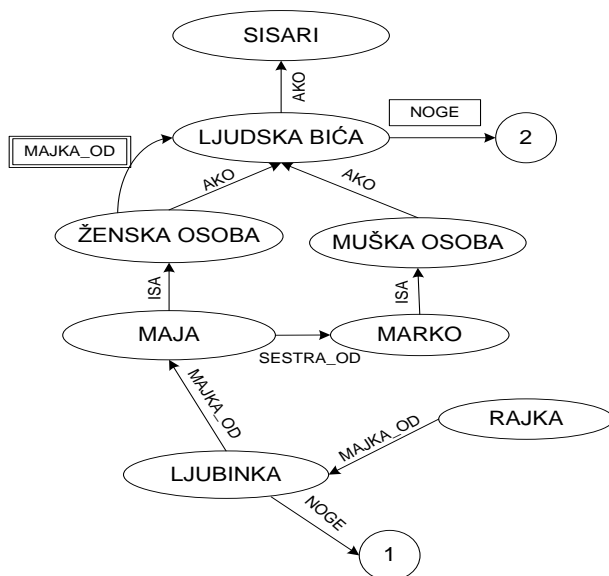 SISARI
AKO
NOGE
LJUDSKA BIĆA
2
MAJKA_OD
AKO
AKO
ŽENSKA OSOBA
MUŠKA OSOBA
ISA
ISA
MAJA
MARKO
SESTRA_OD
MAJKA_OD
RAJKA
MAJKA_OD
LJUBINKA
NOGE
1